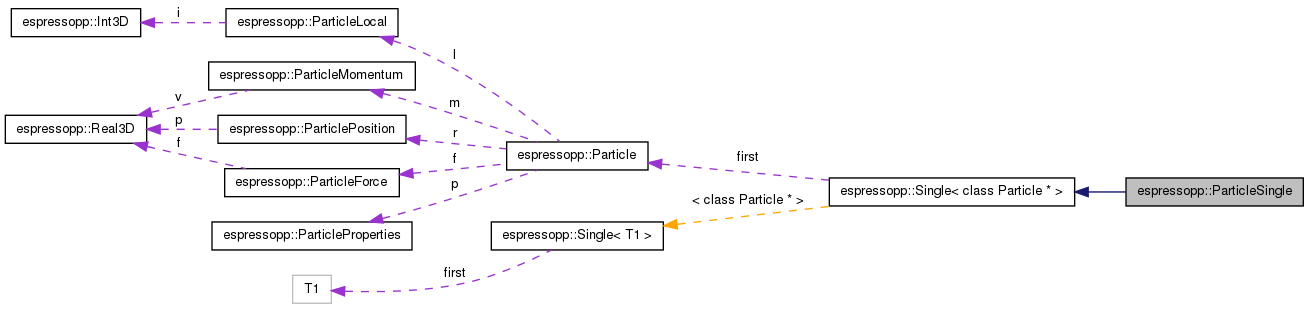 espressopp::Int3D
i
espressopp::ParticleLocal
l
espressopp::ParticleMomentum
v
m
espressopp::Real3D
p
espressopp::ParticlePosition
r
f
espressopp::Particle
first
f
espressopp::ParticleForce
p
espressopp::Single< class Particle * >
espressopp::ParticleSingle
< class Particle * >
espressopp::ParticleProperties
espressopp::Single< T1 >
first
T1